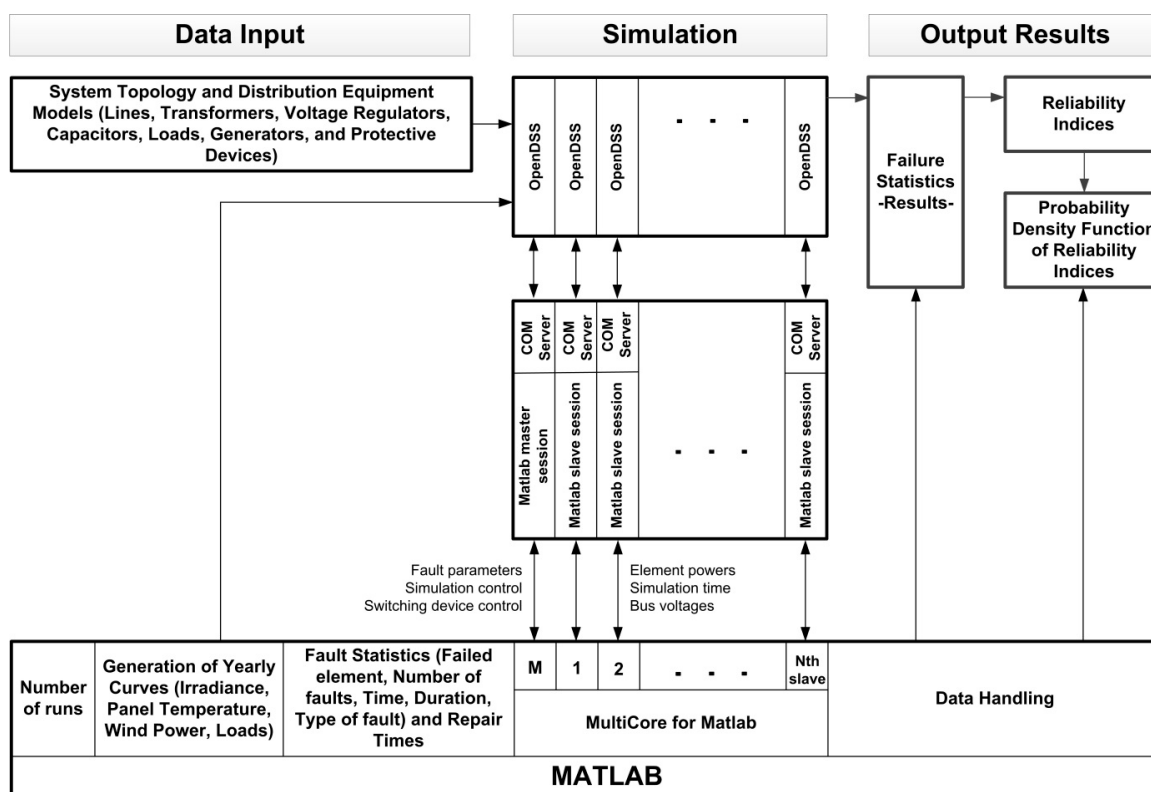 Data Input
Simulation
Output Results
System Topology and Distribution Equipment
Models (Lines, Transformers, Voltage Regulators,
Capacitors, Loads, Generators, and Protective
Devices)
OpenDSS
OpenDSS
OpenDSS
- - -
OpenDSS
Failure
Statistics
-Results-
Reliability
Indices
Probability
Density Function
of Reliability
Indices
COM
Server
COM
Server
COM
Server
COM
Server
Matlab master
session
Matlab slave session
Matlab slave session
- - -
Matlab slave session
Fault parameters
Simulation control
Switching device control
Element powers
Simulation time
Bus voltages
Number
of runs
Generation of Yearly
Curves (Irradiance,
Panel Temperature,
Wind Power, Loads)
Fault Statistics (Failed
element, Number of
faults, Time, Duration,
Type of fault) and Repair
Times
M
1
2
- - -
Nth
slave
MultiCore for Matlab
Data Handling
MATLAB